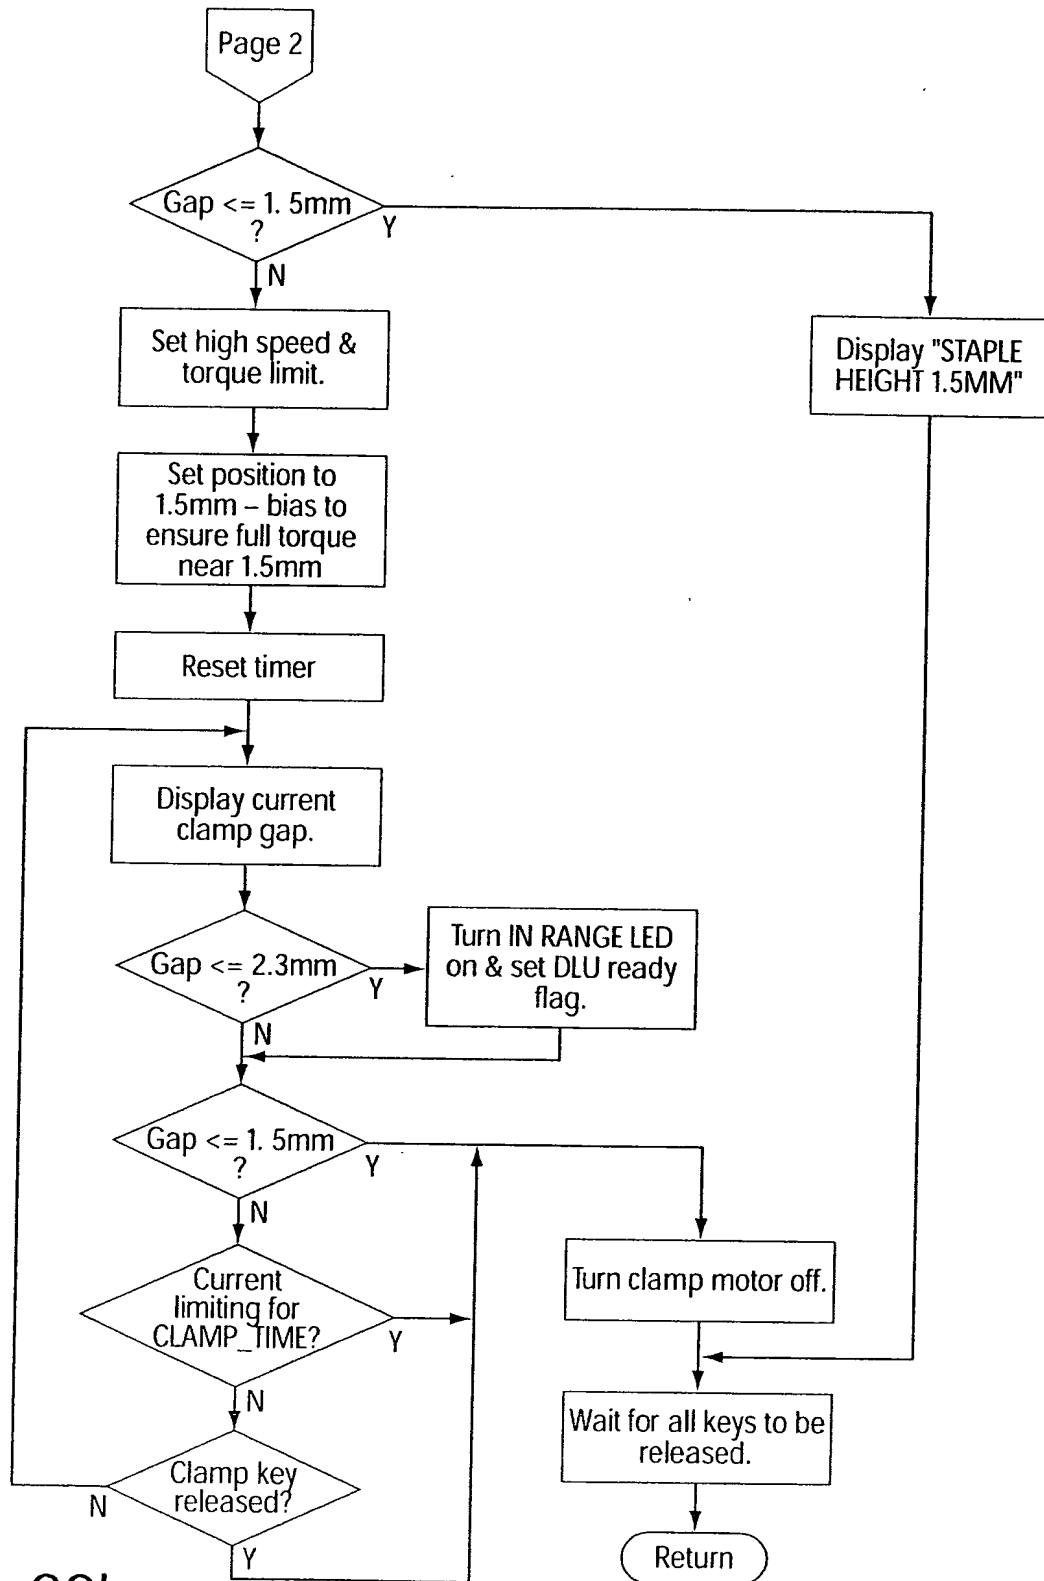 Page 2
Gap <= 1. 5mm
?
Y
N
Set high speed &
torque limit.
Display "STAPLE
HEIGHT 1.5MM"
Set position to
1.5mm – bias to
ensure full torque
near 1.5mm
Reset timer
Display current
clamp gap.
Gap <= 2.3mm
?
Y
Turn IN RANGE LED
on & set DLU ready
flag.
N
Gap <= 1. 5mm
?
Y
N
Current
limiting for
CLAMP_TIME?
Y
N
Turn clamp motor off.
Clamp key
released?
N
Y
Wait for all keys to be
released.
Return